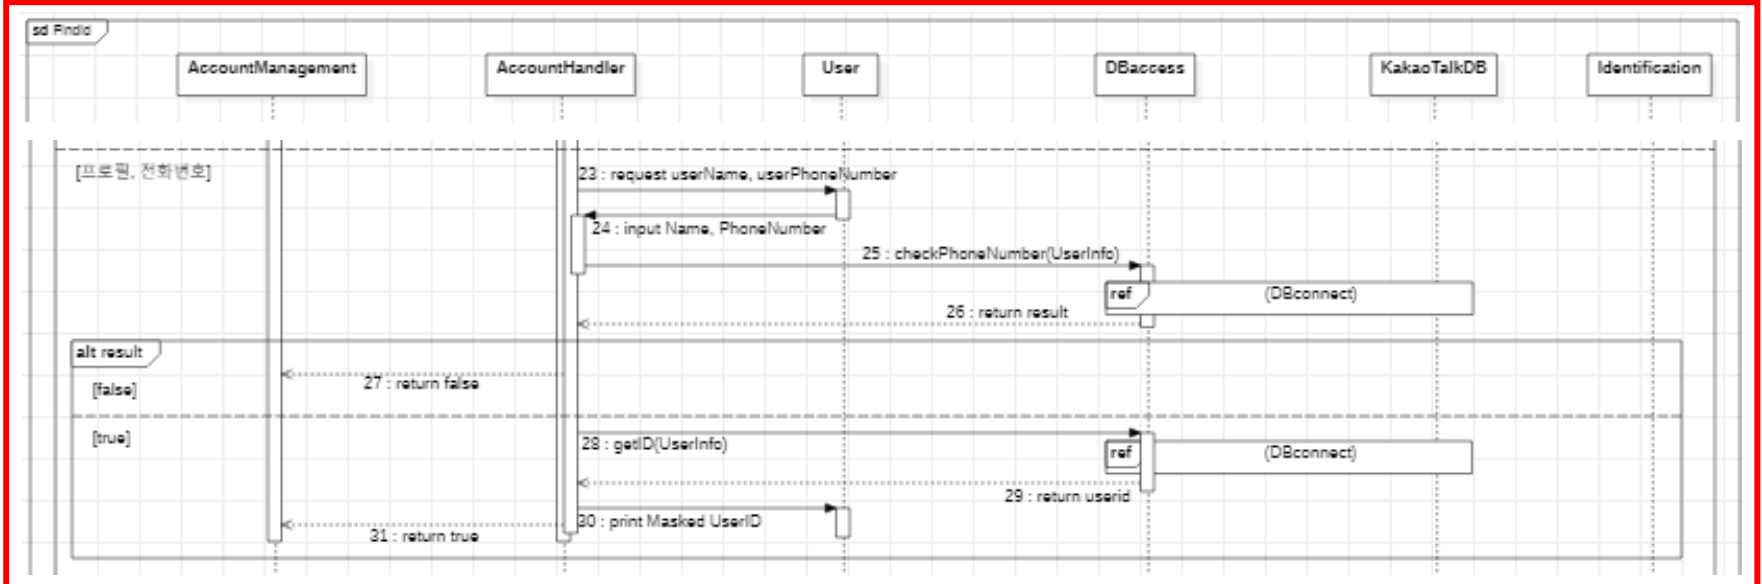 sd FindId
AccountManagement
AccountHandler
User
DBaccess
KakaoTalkDB
Identification
[프로필, 전화번호]
23 : request userName, userPhoneNumber
24 : input Name, PhoneNumber
25 : checkPhoneNumber(UserInfo)
ref
(DBconnect)
26 : return result
alt result
27 : return false
[false]
[true]
28 : getID(UserInfo)
ref
(DBconnect)
29 : return userid
30 : print Masked UserID
31 : return true